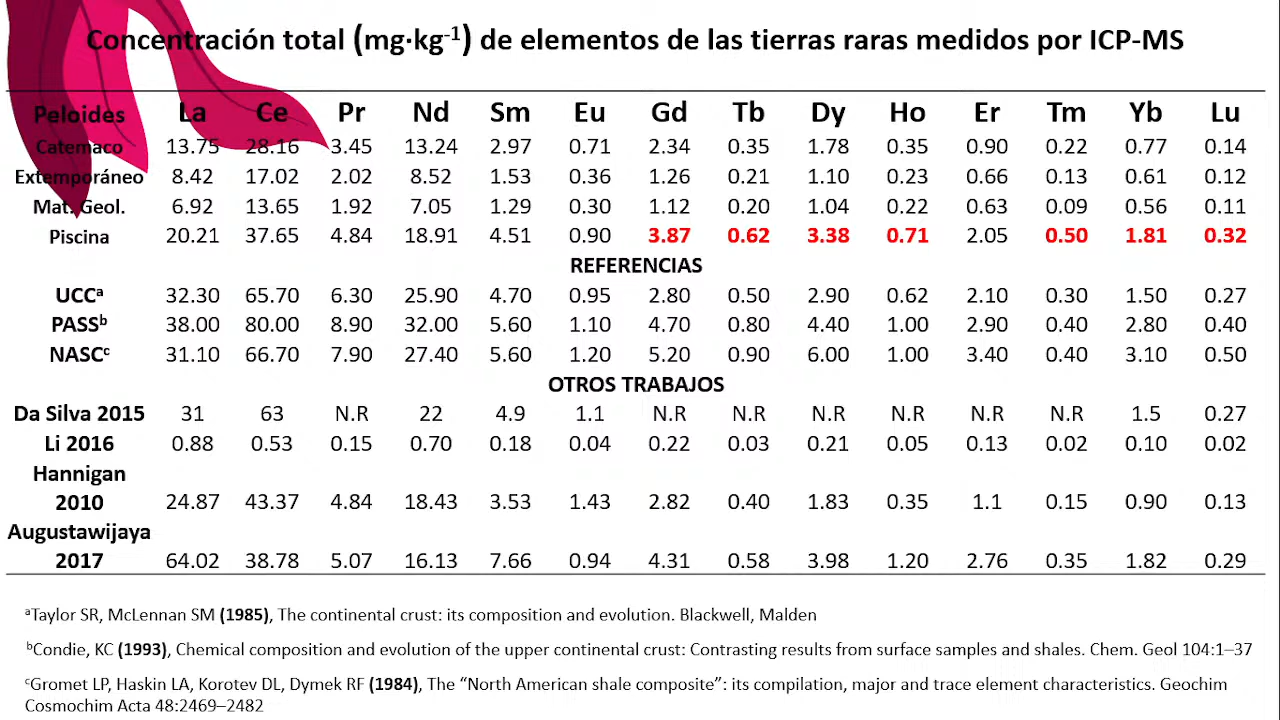 Concentración total (mg·kg-1) de elementos de las tierras raras medidos por ICP-MS
Peloides La Ce Pr Nd Sm Eu Gd Tb Dy Ho Er Tm Yb Lu
Catemaco 13.75 28.16 3.45 13.24 2.97 0.71 2.34 0.35 1.78 0.35 0.90 0.22 0.77 0.14
Extemporáneo 8.42 17.02 2.02 8.52 1.53 0.36 1.26 0.21 1.10 0.23 0.66 0.13 0.61 0.12
Mat. Geol. 6.92 13.65 1.92 7.05 1.29 0.30 1.12 0.20 1.04 0.22 0.63 0.09 0.56 0.11
Piscina 20.21 37.65 4.84 18.91 4.51 0.90 3.87 0.62 3.38 0.71 2.05 0.50 1.81 0.32
REFERENCIAS
UCCa 32.30 65.70 6.30 25.90 4.70 0.95 2.80 0.50 2.90 0.62 2.10 0.30 1.50 0.27
PASSb 38.00 80.00 8.90 32.00 5.60 1.10 4.70 0.80 4.40 1.00 2.90 0.40 2.80 0.40
NASCc 31.10 66.70 7.90 27.40 5.60 1.20 5.20 0.90 6.00 1.00 3.40 0.40 3.10 0.50
OTROS TRABAJOS
Da Silva 2015 31 63 N.R 22 4.9 1.1 N.R N.R N.R N.R N.R N.R 1.5 0.27
Li 2016 0.88 0.53 0.15 0.70 0.18 0.04 0.22 0.03 0.21 0.05 0.13 0.02 0.10 0.02
Hannigan
2010 24.87 43.37 4.84 18.43 3.53 1.43 2.82 0.40 1.83 0.35 1.1 0.15 0.90 0.13
Augustawijaya
2017 64.02 38.78 5.07 16.13 7.66 0.94 4.31 0.58 3.98 1.20 2.76 0.35 1.82 0.29
aTaylor SR, McLennan SM (1985), The continental crust: its composition and evolution. Blackwell, Malden
bCondie, KC (1993), Chemical composition and evolution of the upper continental crust: Contrasting results from surface samples and shales. Chem. Geol 104:1–37
cGromet LP, Haskin LA, Korotev DL, Dymek RF (1984), The “North American shale composite”: its compilation, major and trace element characteristics. Geochim
Cosmochim Acta 48:2469–2482